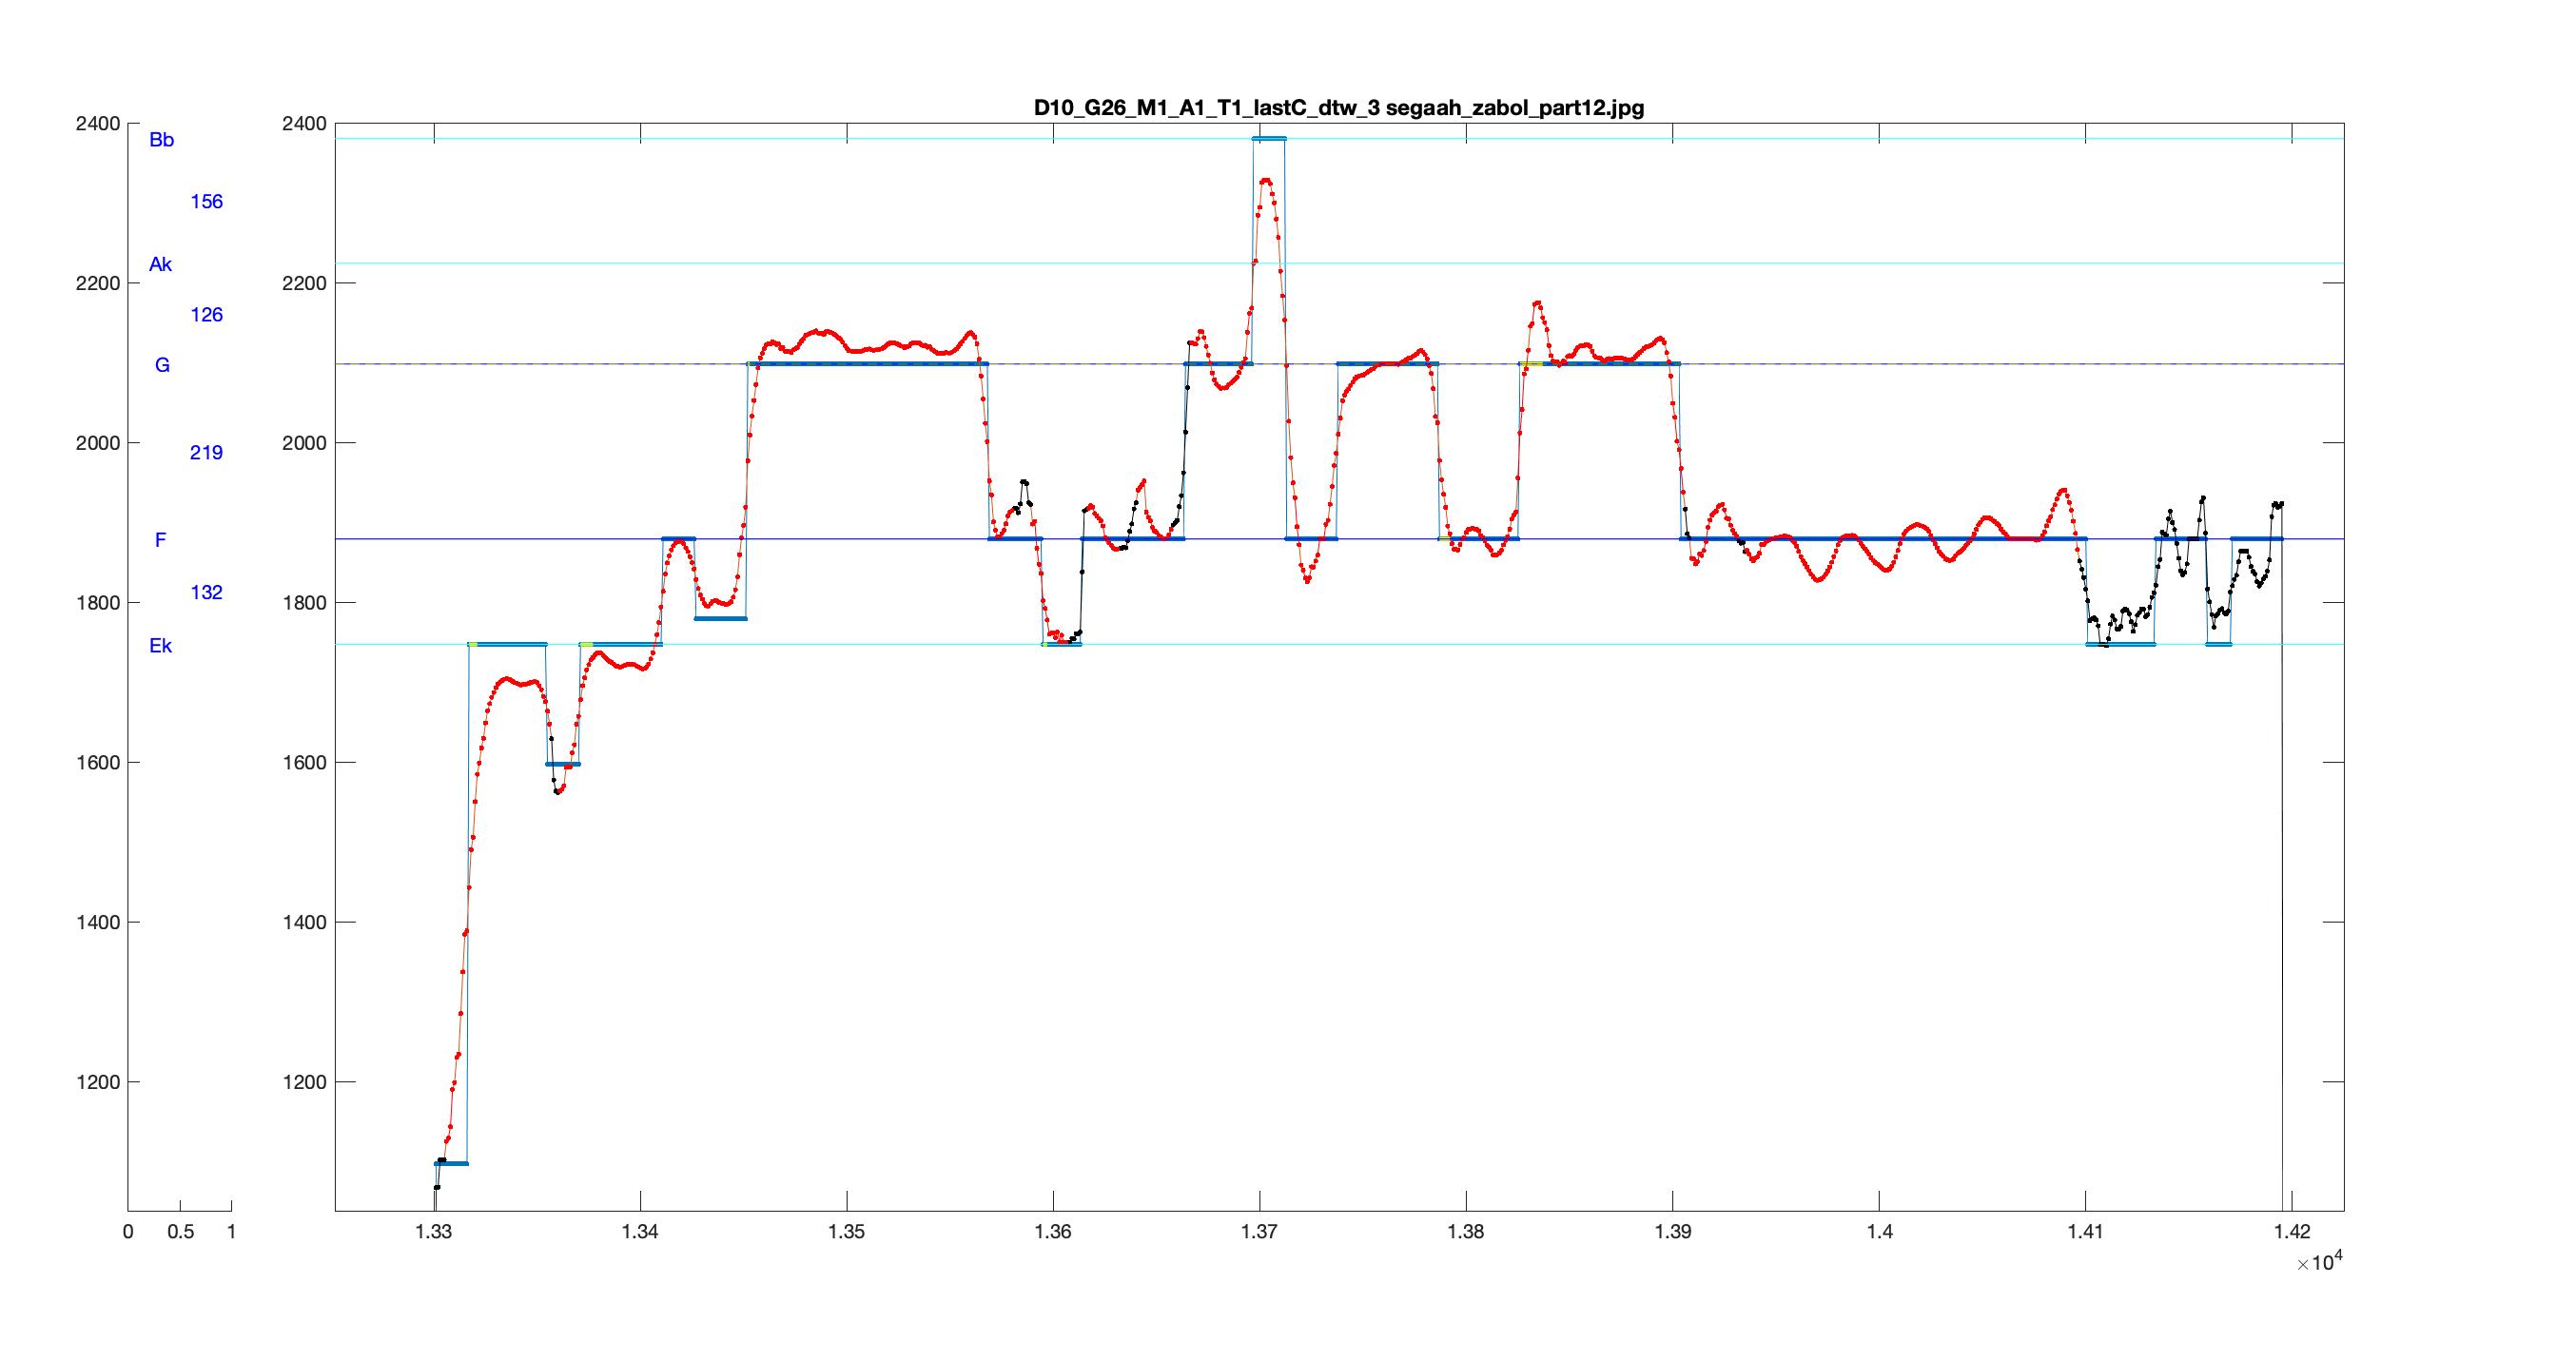 D10_G26_M1_A1_T1_lastC_dtw_3 segaah_zabol_part12.jpg
2400 Bb 2400
156
Ak
2200 2200
126
G
2000 2000
219
F
132
1800 1800
Ek
1600 1600
1400 1400
1200 1200
0 0.5 1 1.33 1.34 1.35 1.36 1.37 1.38 1.39 1.4 1.41 1.42
×10⁴